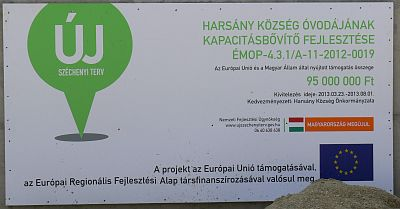 ÚJ
SZÉCHENYI TERV
HARSÁNY KÖZSÉG ÓVODÁJÁNAK
KAPACITÁSBŐVÍTŐ FEJLESZTÉSE
ÉMOP-4.3.1/A-11-2012-0019
Az Európai Unió és a Magyar Állam által nyújtott támogatás összege
95 000 000 Ft
Kivitelezés ideje: 2013.03.23.-2013.08.01.
Kedvezményezett: Harsány Község Önkormányzata
Nemzeti Fejlesztési Ügynökség
www.ujszechenyiterv.gov.hu
06 40 638 638
MAGYARORSZÁG MEGÚJUL
A projekt az Európai Unió támogatásával,
az Európai Regionális Fejlesztési Alap társfinanszírozásával valósul meg.